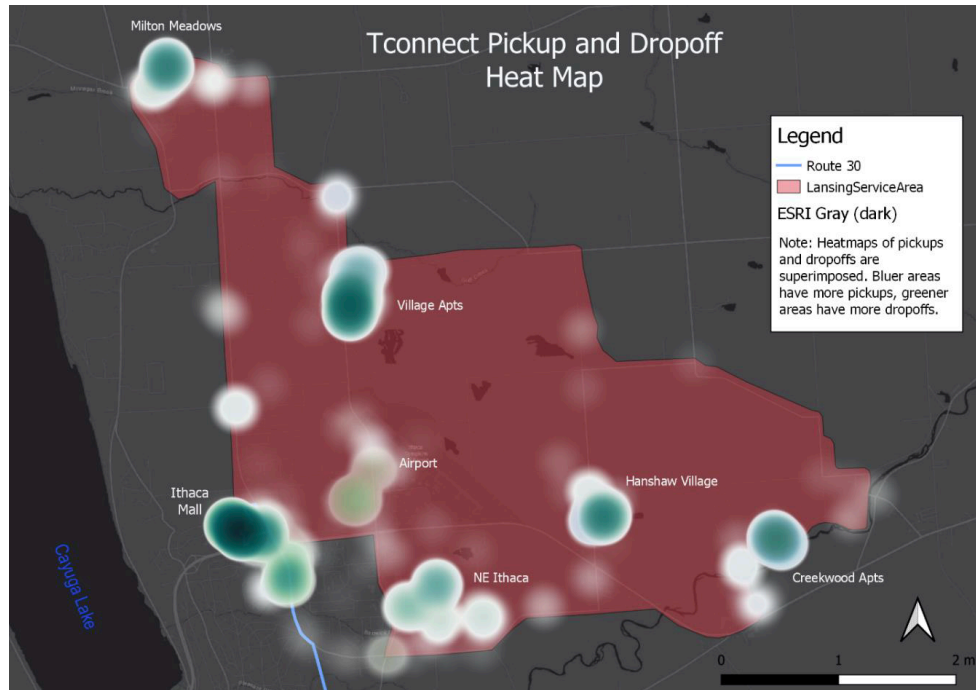 Milton Meadows
Tconnect Pickup and Dropoff
Heat Map
Legend
Route 30
LansingServiceArea
ESRI Gray (dark)
Note: Heatmaps of pickups
and dropoffs are
superimposed. Bluer areas
have more pickups, greener
areas have more dropoffs.
Village Apts
Airport
Ithaca
Mall
Hanshaw Village
NE Ithaca
Creekwood Apts
Cayuga Lake
0 1 2 m